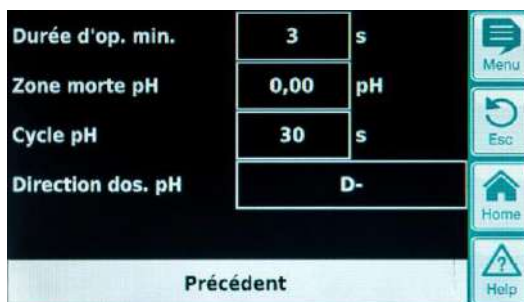 Durée d'op. min. 3 s
Menu
Zone morte pH 0,00 pH
Esc
Cycle pH 30 s
Direction dos. pH D-
Home
Précédent
Help